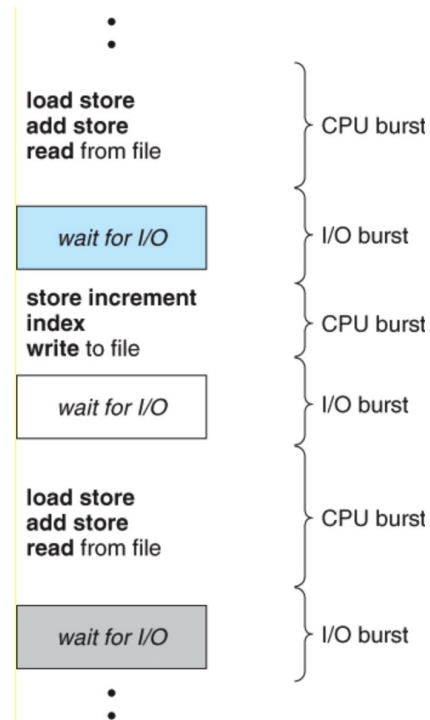 load store
add store
read from file
CPU burst
wait for I/O
I/O burst
store increment
index
write to file
CPU burst
wait for I/O
I/O burst
load store
add store
read from file
CPU burst
wait for I/O
I/O burst